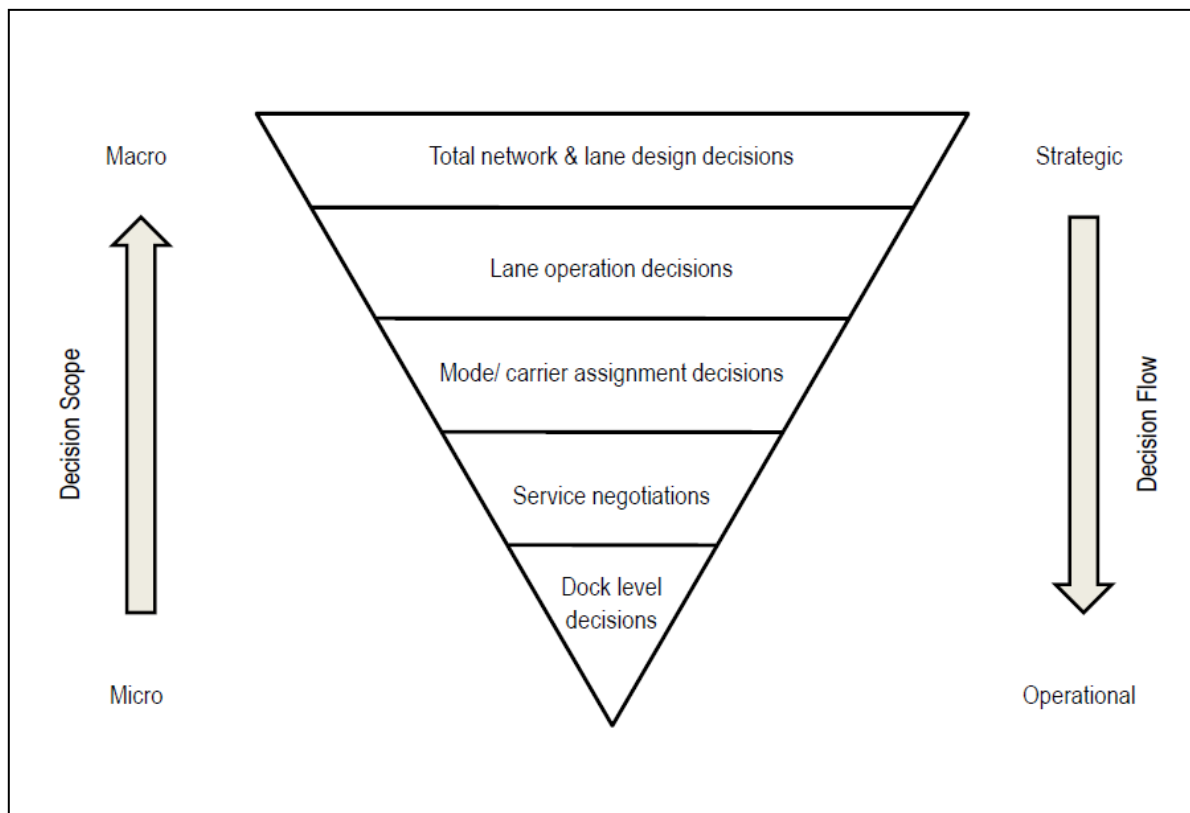 Macro
Total network & lane design decisions
Strategic
Lane operation decisions
Mode/ carrier assignment decisions
Decision Scope
Decision Flow
Service negotiations
Dock level
decisions
Micro
Operational